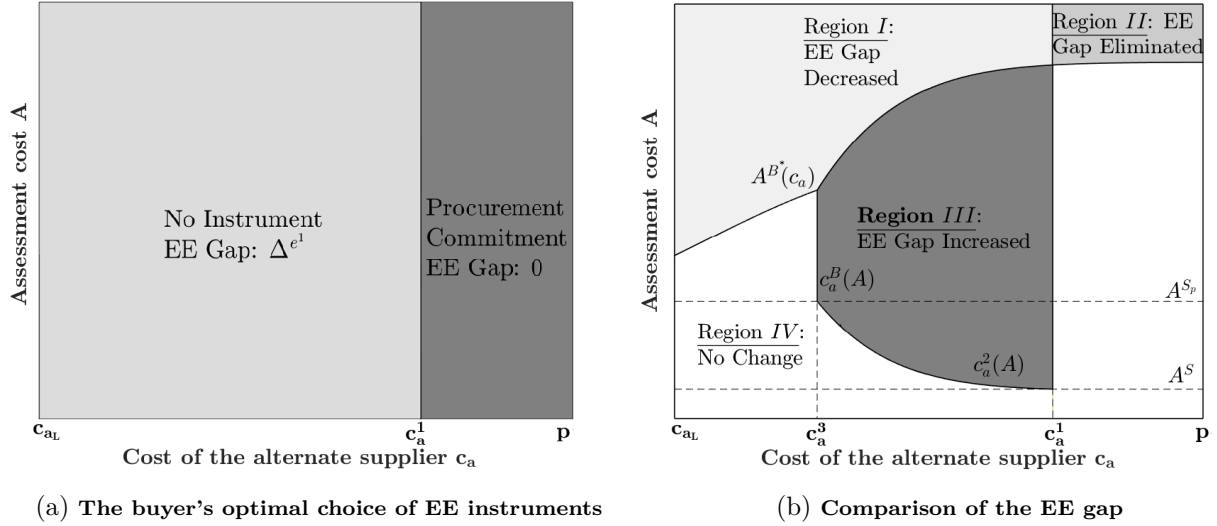 Assessment cost A
No Instrument
EE Gap: Δ^{e^1}
Procurement
Commitment
EE Gap: 0
c_{a_L}
c_a^1
p
Cost of the alternate supplier c_a
(a) The buyer's optimal choice of EE instruments
Assessment cost A
Region I:
EE Gap
Decreased
Region II: EE
Gap Eliminated
A^{B^*}(c_a)
Region III:
EE Gap Increased
c_a^B(A)
A^{S_p}
Region IV:
No Change
c_a^2(A)
A^S
c_{a_L}
c_a^3
c_a^1
p
Cost of the alternate supplier c_a
(b) Comparison of the EE gap